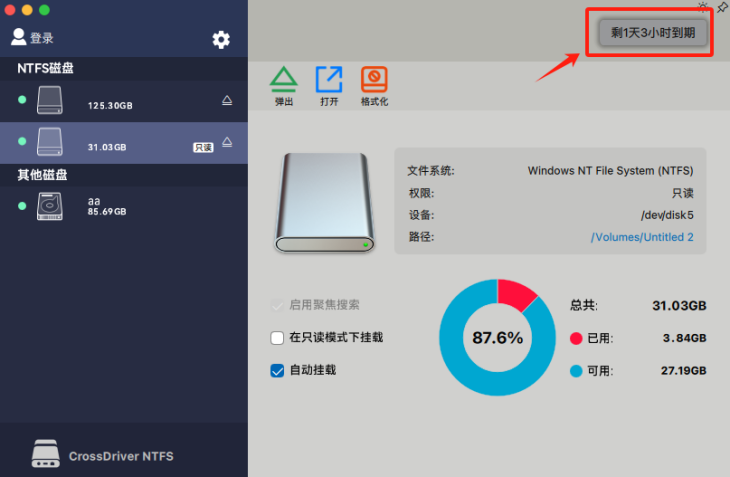 登录
剩1天3小时到期
NTFS磁盘
125.30GB
31.03GB
只读
其他磁盘
aa
85.69GB
CrossDriver NTFS
弹出
打开
格式化
文件系统: Windows NT File System (NTFS)
权限: 只读
设备: /dev/disk5
路径: /Volumes/Untitled 2
启用聚焦搜索
在只读模式下挂载
自动挂载
87.6%
总共: 31.03GB
已用: 3.84GB
可用: 27.19GB